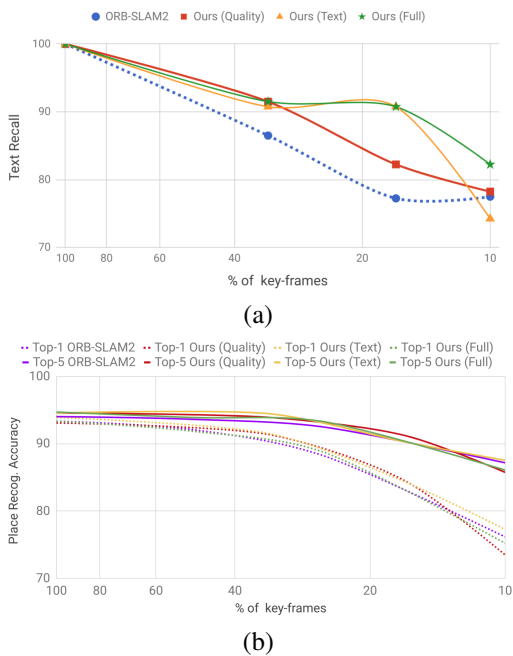 ORB-SLAM2 Ours (Quality) Ours (Text) Ours (Full)
100
90
80
70
Text Recall
100 80 60 40 20 10
% of key-frames
(a)
Top-1 ORB-SLAM2 Top-1 Ours (Quality) Top-1 Ours (Text) Top-1 Ours (Full)
Top-5 ORB-SLAM2 Top-5 Ours (Quality) Top-5 Ours (Text) Top-5 Ours (Full)
100
90
80
70
Place Recog. Accuracy
100 80 60 40 20 10
% of key-frames
(b)